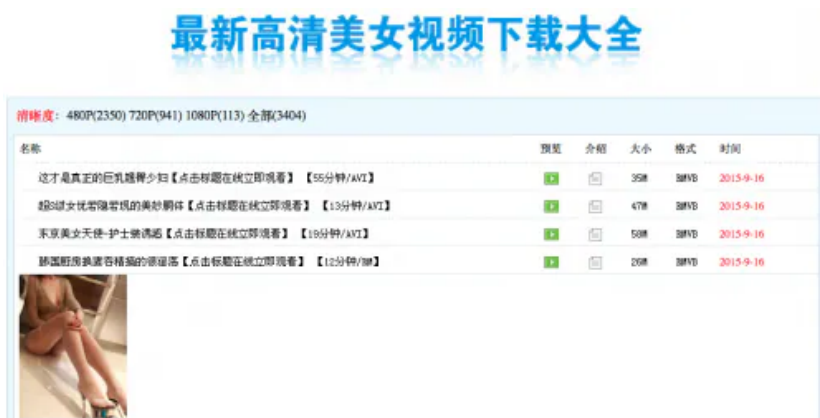 最新高清美女视频下载大全
清晰度：480P(2350) 720P(941) 1080P(113) 全部(3404)
名称 预览 介绍 大小 格式 时间
这才是真正的巨乳翘臀少妇【点击标题在线立即观看】 【55分钟/AVI】 35M RMVB 2015-9-16
超S级女优若隐若现的美妙胴体【点击标题在线立即观看】 【13分钟/AVI】 47M RMVB 2015-9-16
东京美女天使-护士装诱惑【点击标题在线立即观看】 【19分钟/AVI】 58M RMVB 2015-9-16
韩国厨房换【点击标题在线立即观看】 【12分钟/RM】 26M RMVB 2015-9-16